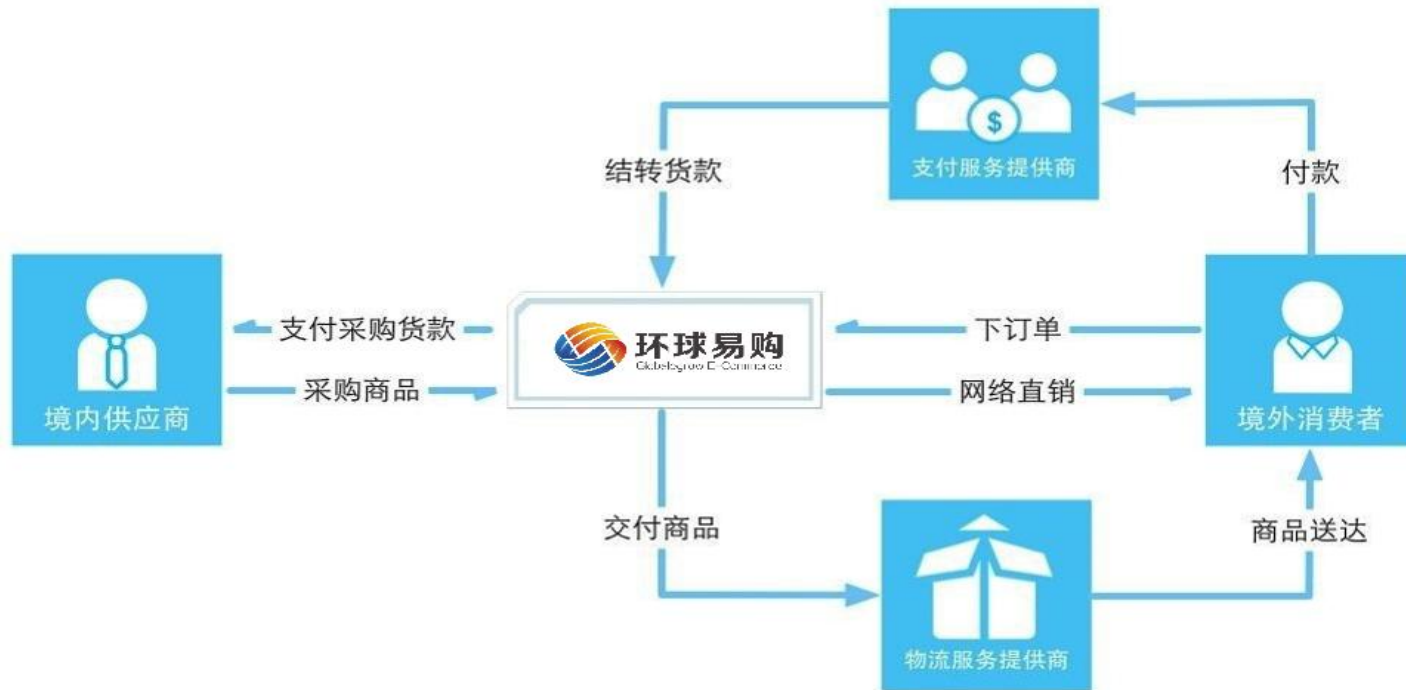 $
支付服务提供商
结转货款
付款
支付采购货款
采购商品
境内供应商
环球易购
Globalegrow E-Commerce
下订单
网络直销
境外消费者
交付商品
商品送达
物流服务提供商